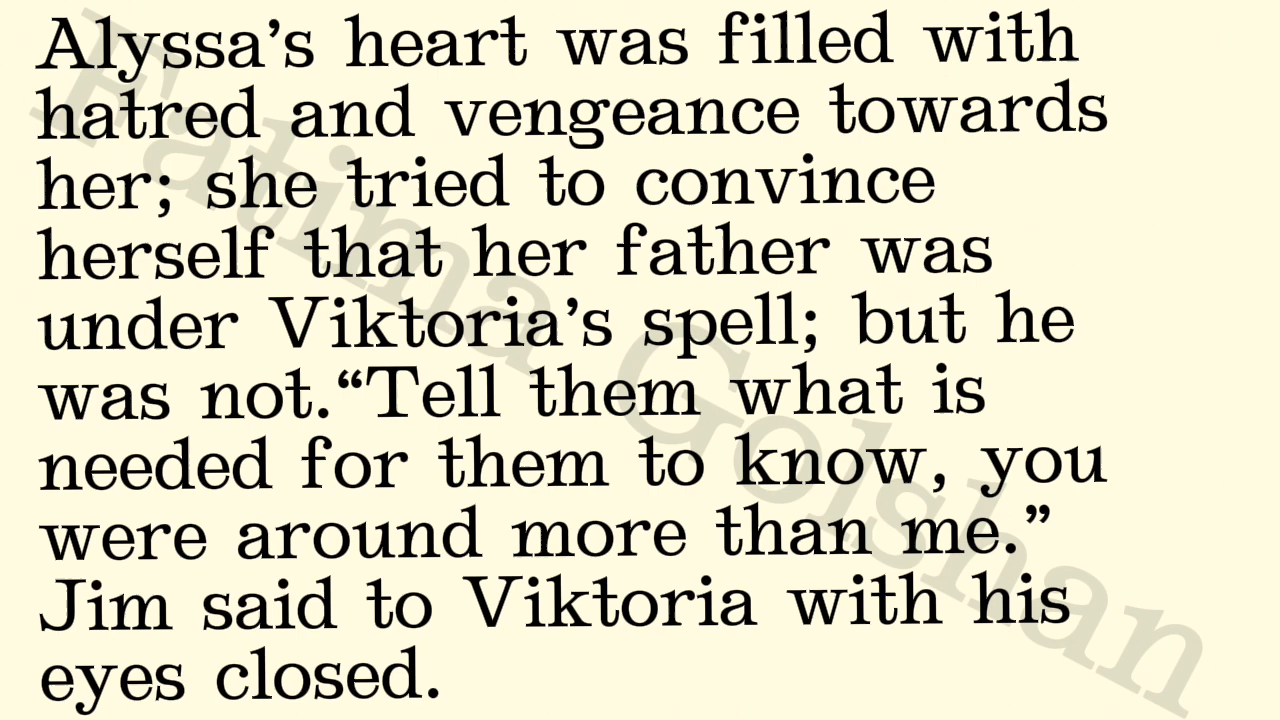 Alyssa’s heart was filled with
hatred and vengeance towards
her; she tried to convince
herself that her father was
under Viktoria’s spell; but he
was not.“Tell them what is
needed for them to know, you
were around more than me.”
Jim said to Viktoria with his
eyes closed.
Fatima Golshan